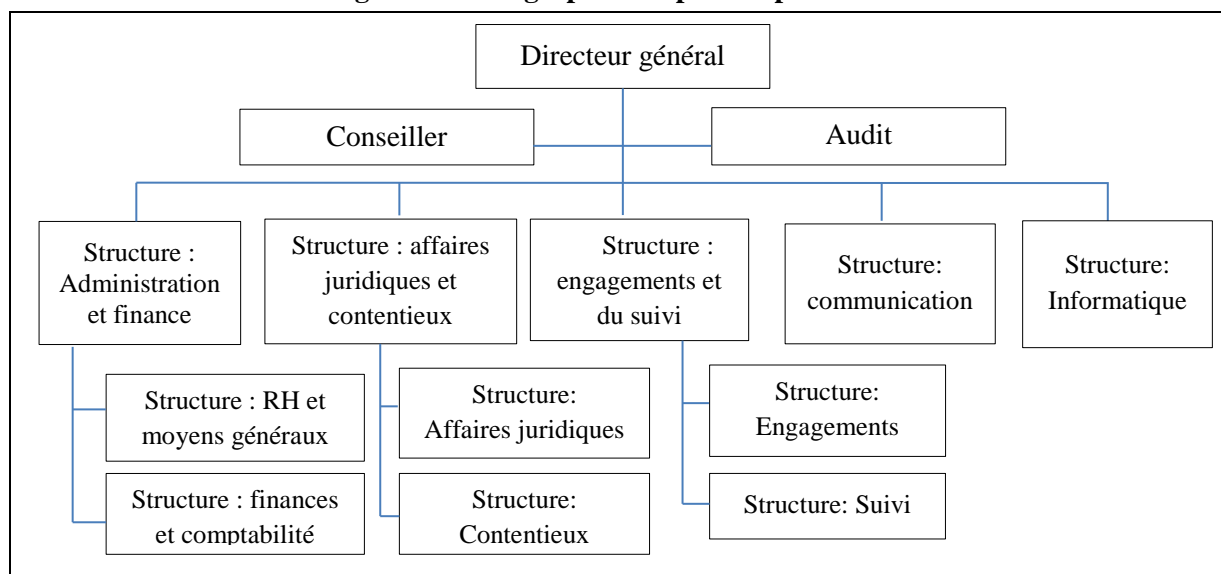 Directeur général
Conseiller
Audit
Structure :
Administration
et finance
Structure : affaires
juridiques et
contentieux
Structure :
engagements et
du suivi
Structure:
communication
Structure:
Informatique
Structure : RH et
moyens généraux
Structure:
Affaires juridiques
Structure:
Engagements
Structure : finances
et comptabilité
Structure:
Contentieux
Structure: Suivi